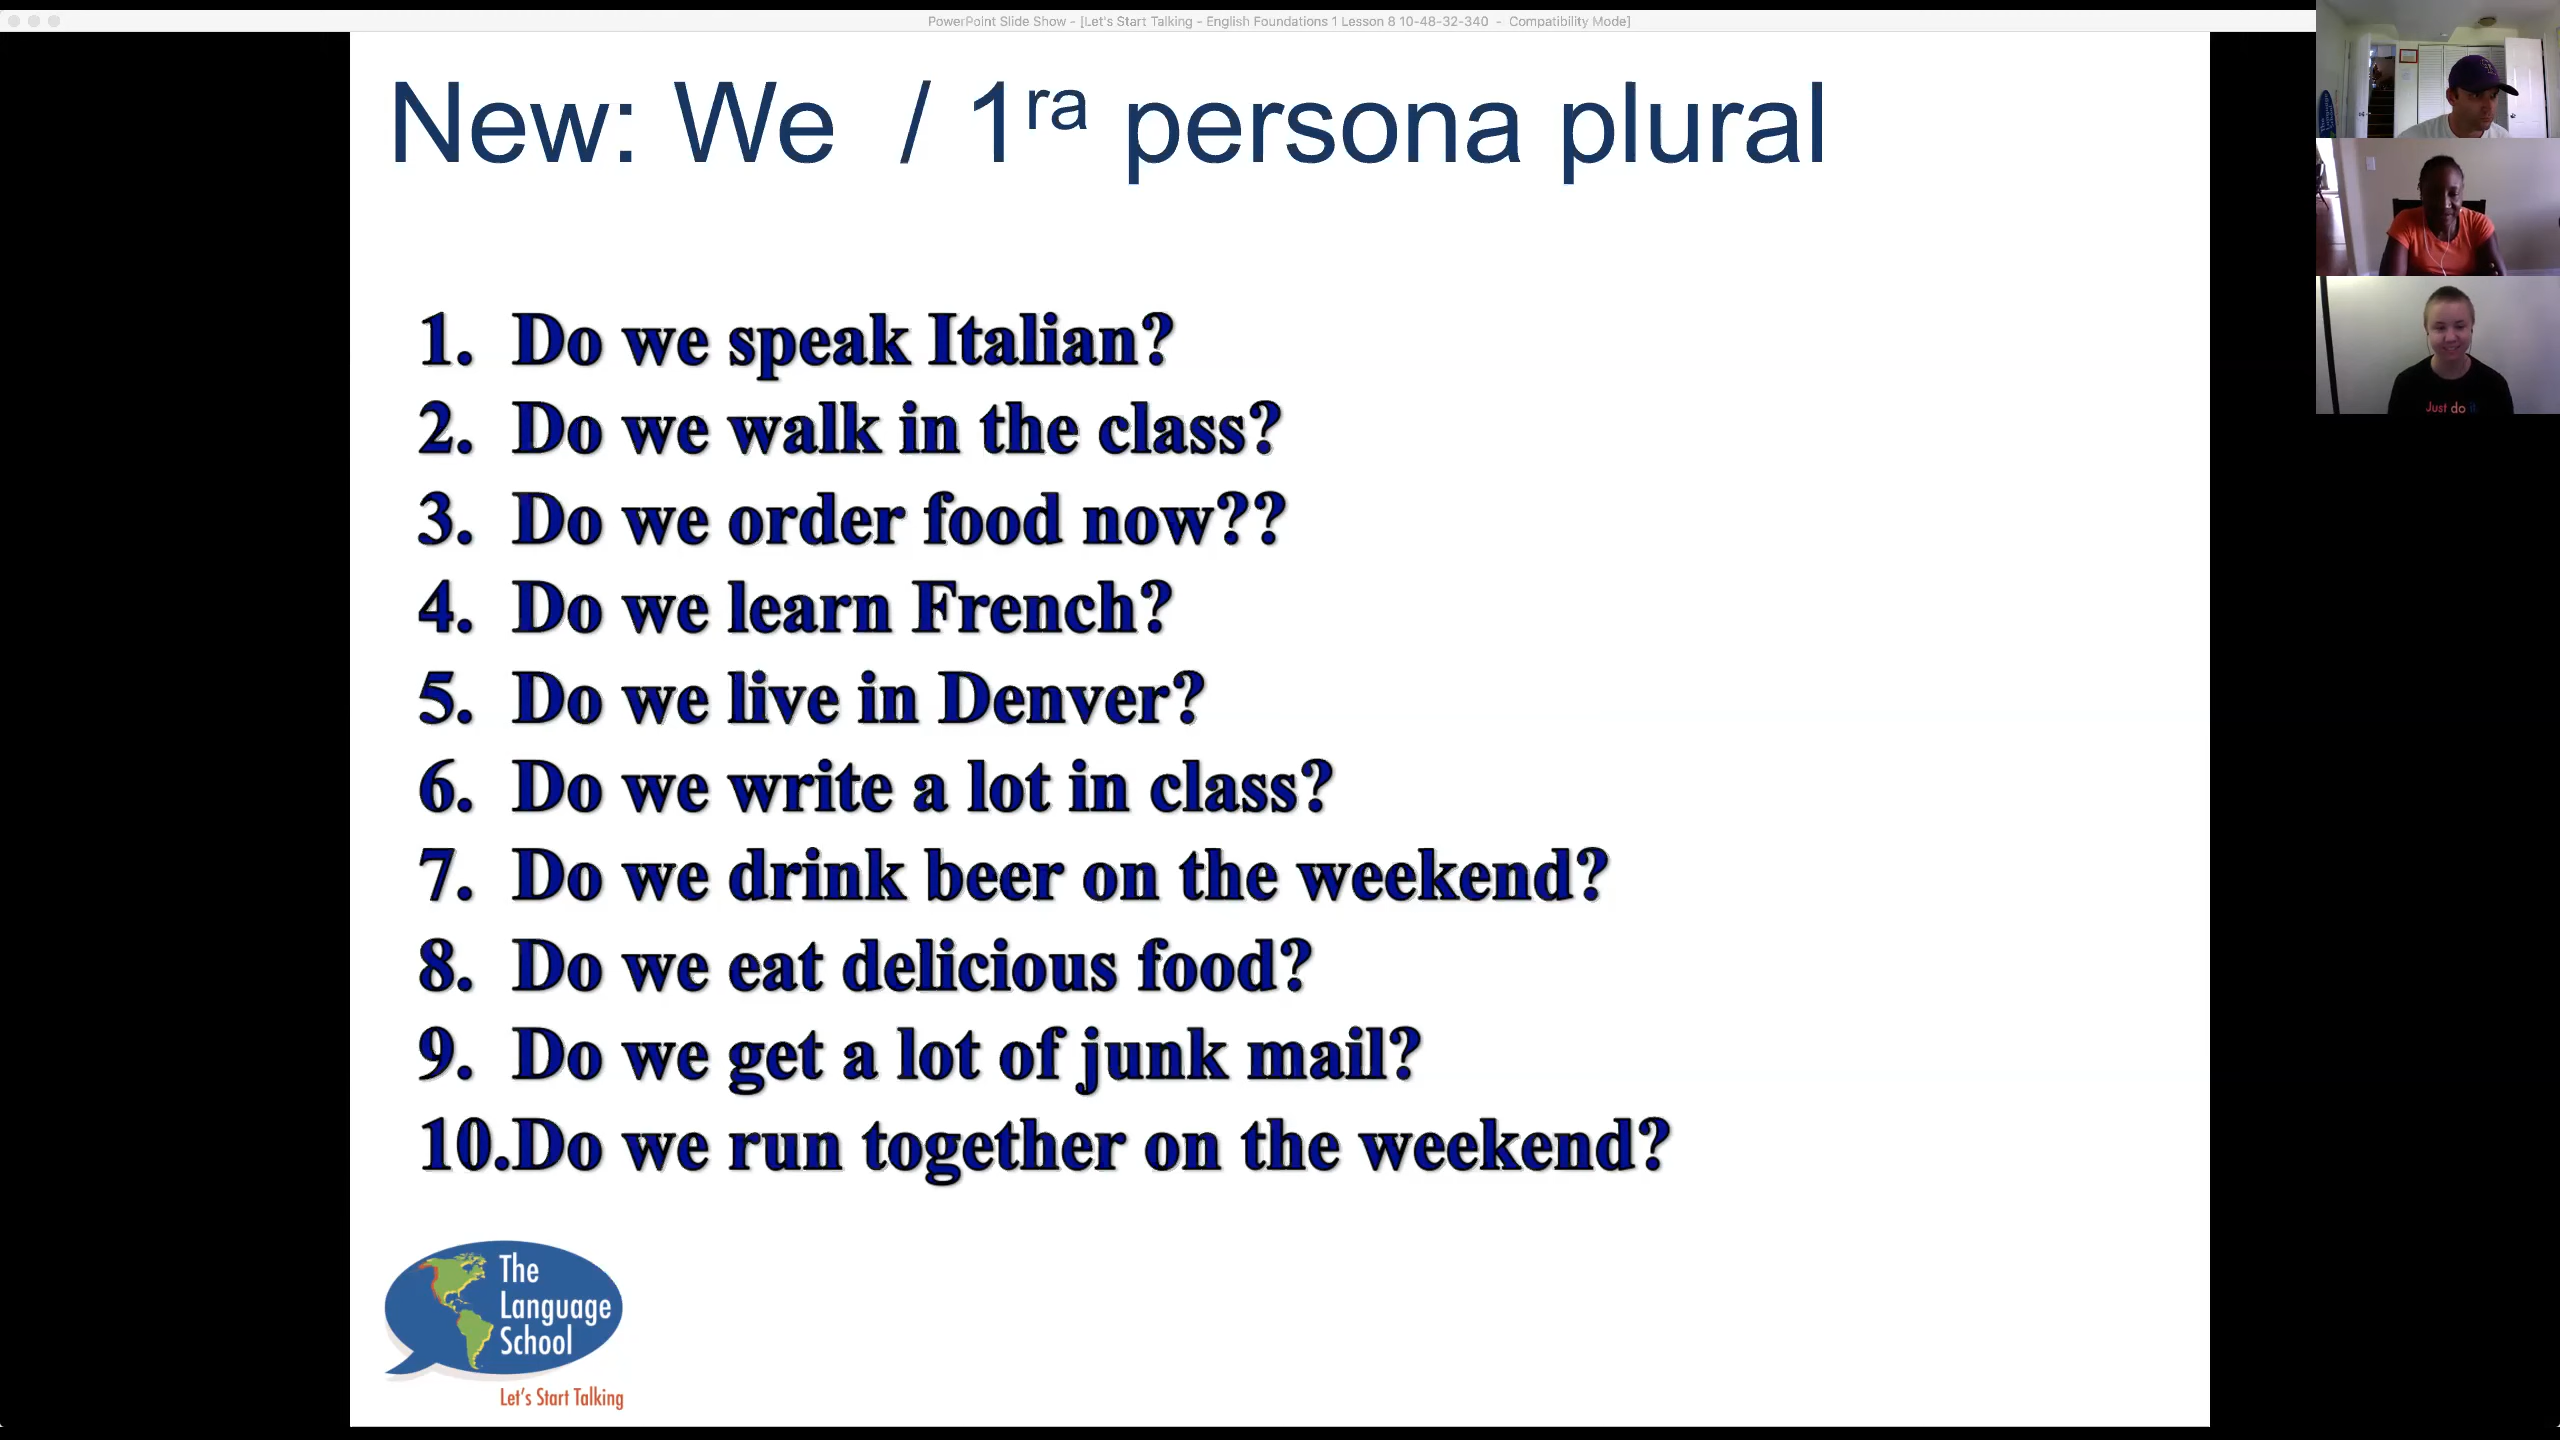 PowerPoint Slide Show - [Let's Start Talking - English Foundations 1 Lesson 8 10-48-32-340 - Compatibility Mode]
New: We / 1ra persona plural
1. Do we speak Italian?
2. Do we walk in the class?
3. Do we order food now??
4. Do we learn French?
5. Do we live in Denver?
6. Do we write a lot in class?
7. Do we drink beer on the weekend?
8. Do we eat delicious food?
9. Do we get a lot of junk mail?
10.Do we run together on the weekend?
The
Language
School
Let's Start Talking
Just do it